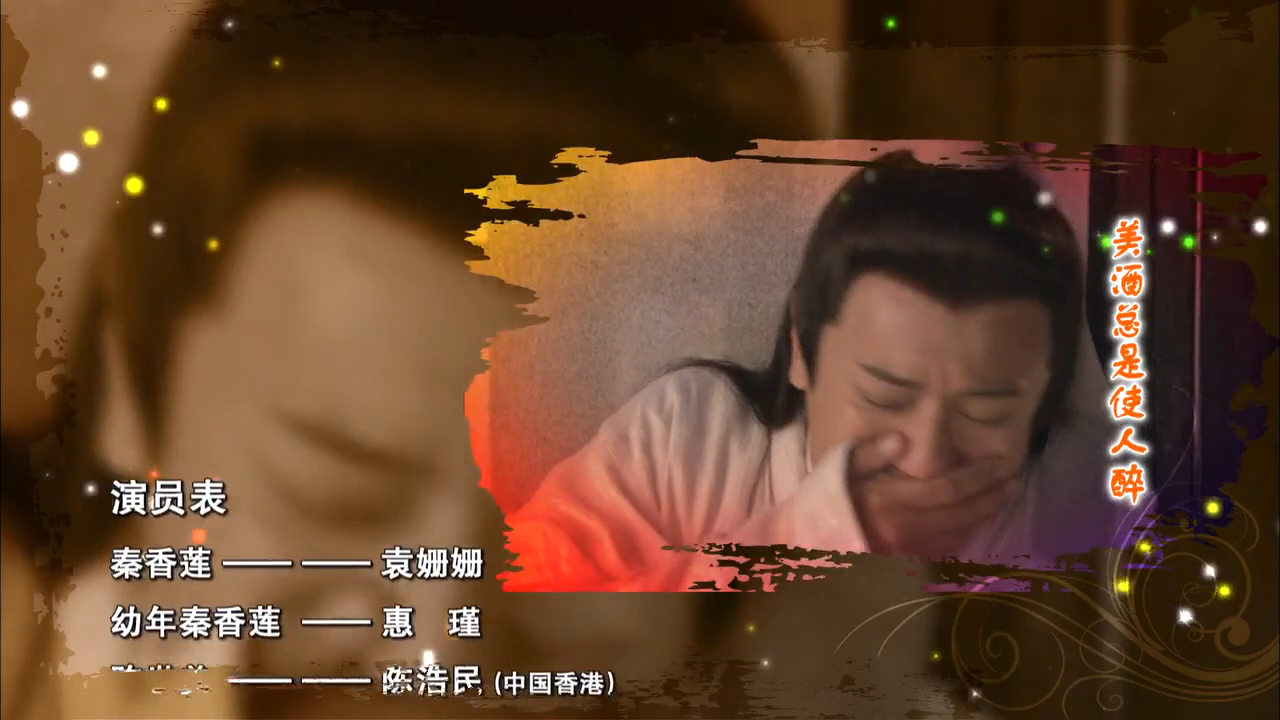 美酒总是使人醉
演员表
秦香莲 —— —— 袁姗姗
幼年秦香莲 —— 惠 瑾
—— —— 陈浩民 (中国香港)